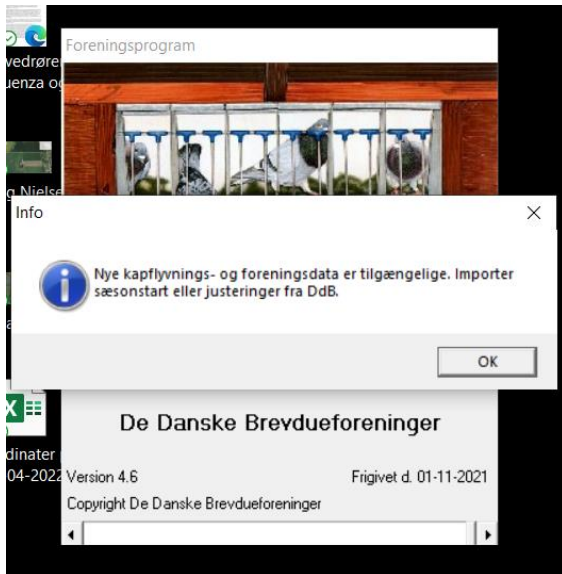 Foreningsprogram
Info
Nye kapflyvnings- og foreningsdata er tilgængelige. Importer
sæsonstart eller justeringer fra DdB.
OK
De Danske Brevdueforeninger
Version 4.6
Frigivet d. 01-11-2021
Copyright De Danske Brevdueforeninger
vedrøre
uenza og
g Nielse
dinater
04-2022